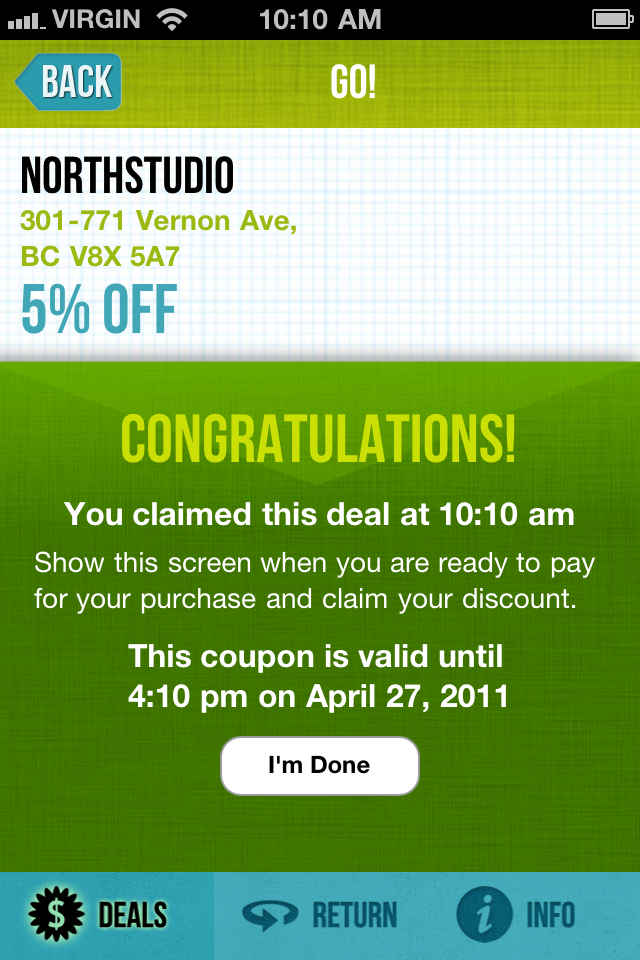 VIRGIN 10:10 AM
BACK GO!
NORTHSTUDIO
301-771 Vernon Ave,
BC V8X 5A7
5% OFF
CONGRATULATIONS!
You claimed this deal at 10:10 am
Show this screen when you are ready to pay
for your purchase and claim your discount.
This coupon is valid until
4:10 pm on April 27, 2011
I'm Done
$ DEALS RETURN i INFO